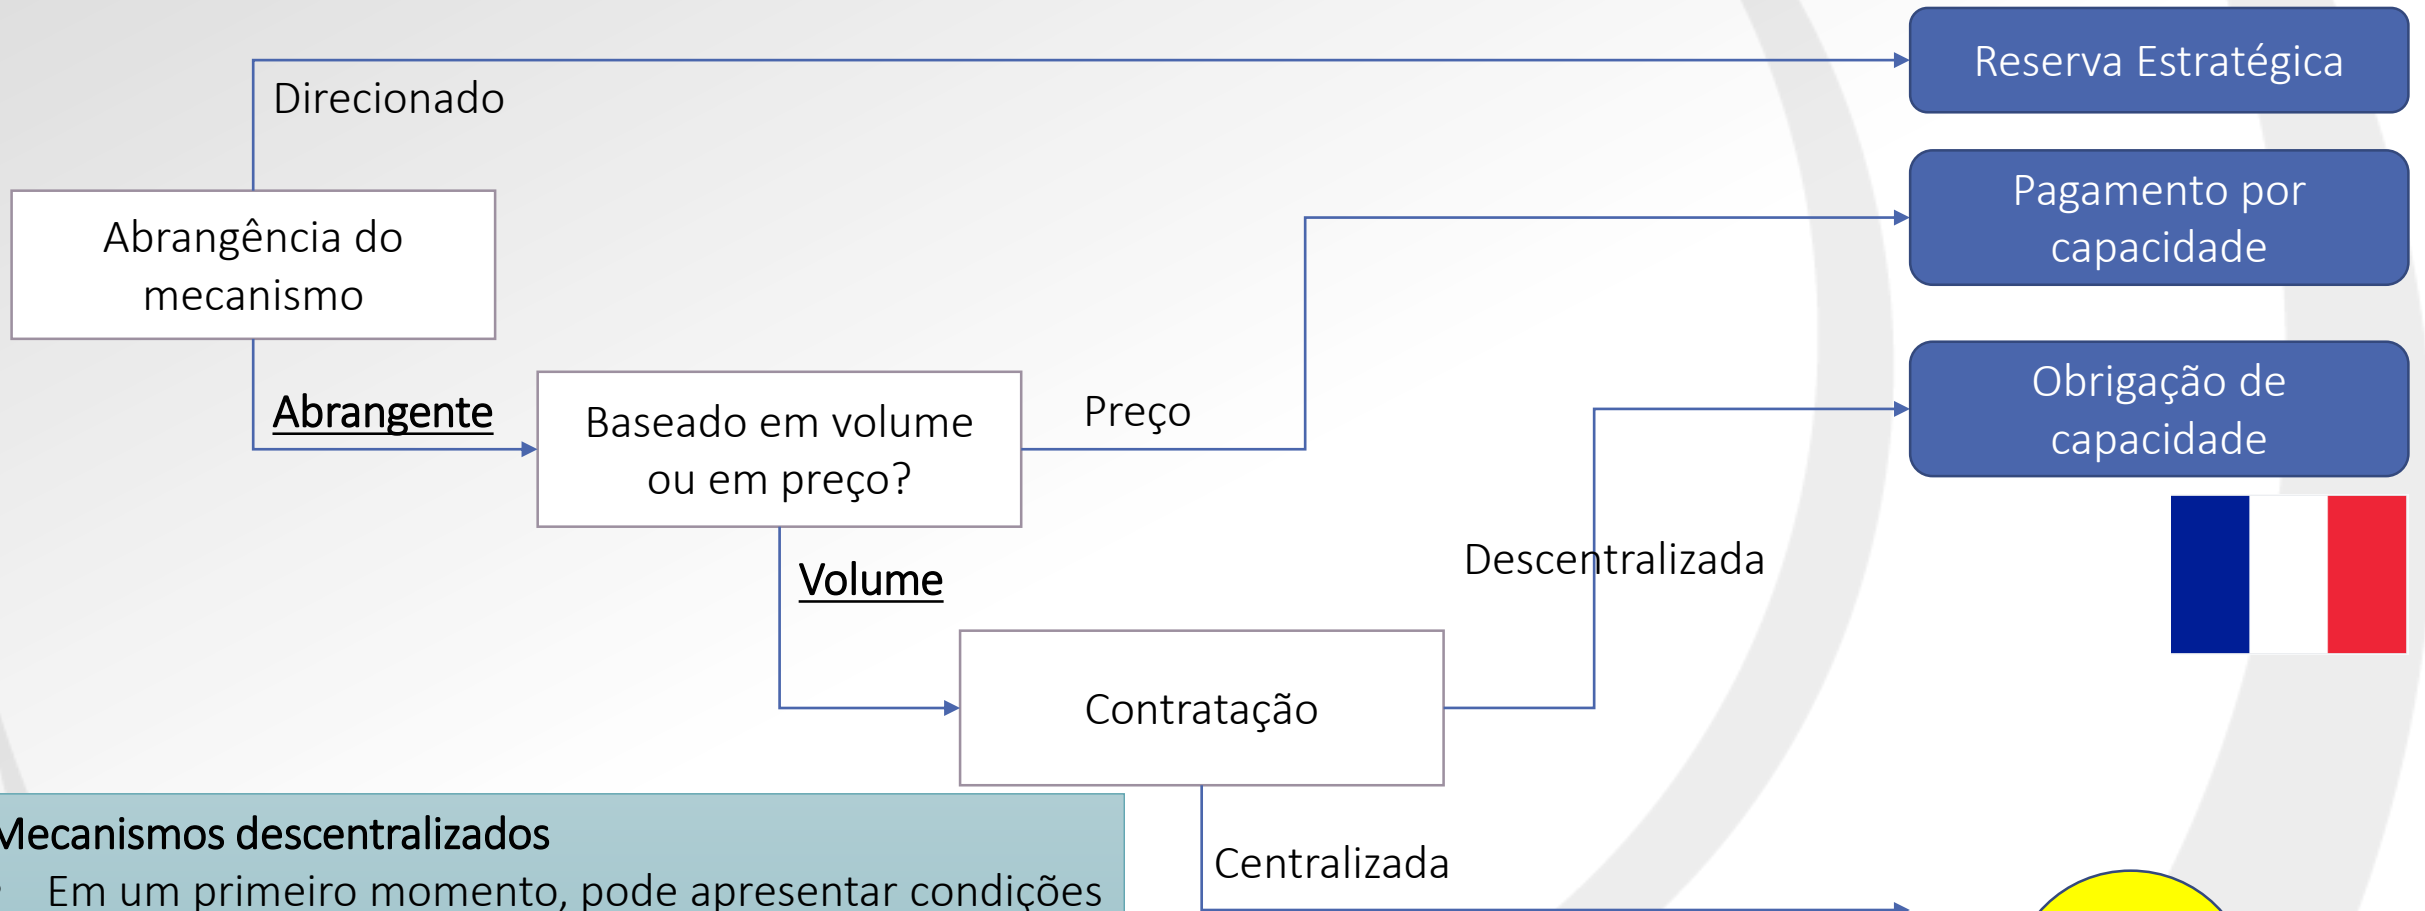 Reserva Estratégica
Direcionado
Pagamento por
capacidade
Abrangência do
mecanismo
Obrigação de
capacidade
Abrangente
Baseado em volume
ou em preço?
Preço
Descentralizada
Volume
Contratação
Mecanismos descentralizados
Centralizada
• Em um primeiro momento, pode apresentar condições